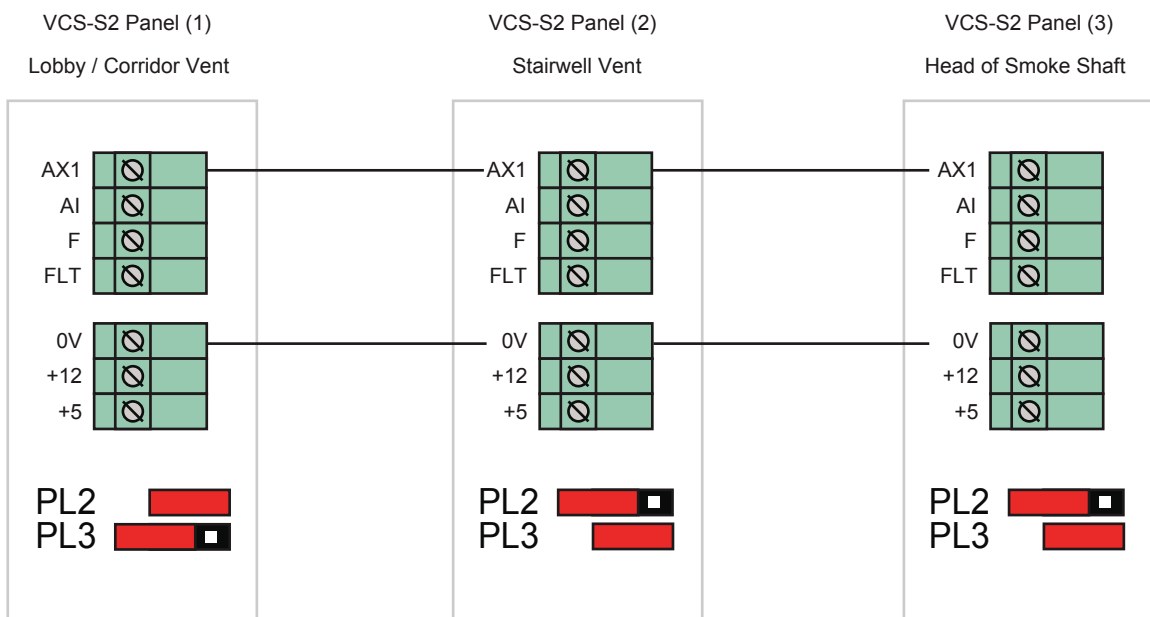 VCS-S2 Panel (1)
Lobby / Corridor Vent
AX1
AI
F
FLT
0V
+12
+5
PL2
PL3
VCS-S2 Panel (2)
Stairwell Vent
AX1
AI
F
FLT
0V
+12
+5
PL2
PL3
VCS-S2 Panel (3)
Head of Smoke Shaft
AX1
AI
F
FLT
0V
+12
+5
PL2
PL3